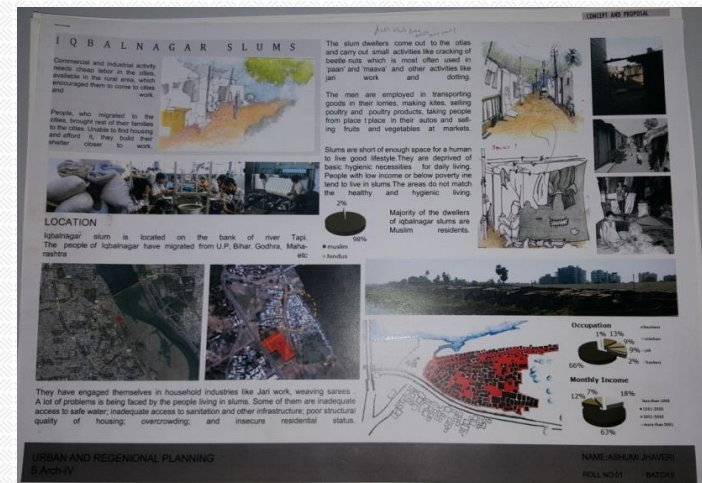 CONCEPT AND PROPOSAL
IQBALNAGAR SLUMS
Commercial and industrial activity
needs cheap labor in the cities,
available in the rural area, which
encouraged them to come to cities
and work.
People, who migrated to the
cities, brought rest of their families
to the cities. Unable to find housing
and afford it, they build their
shelter closer to work.
The slum dwellers come out to the otlas
and carry out small activities like cracking of
beetle nuts which is most often used in
'paan' and 'maava' and other activities like
jari work and dotting.
The men are employed in transporting
goods in their lorries, making kites, selling
poultry and poultry products, taking people
from place t place in their autos and sell-
ing fruits and vegetables at markets.
Slums are short of enough space for a human
to live good lifestyle.They are deprived of
basic hygienic necessities for daily living.
People with low income or below poverty ine
tend to live in slums.The areas do not match
the healthy and hygienic living.
2%
98%
muslim
hindus
Majority of the dwellers
of iqbalnagar slums are
Muslim residents.
LOCATION
Iqbalnagar slum is located on the bank of river Tapi.
The people of Iqbalnagar have migrated from U.P, Bihar. Godhra, Maha-
rashtra etc
They have engaged themselves in household industries like Jari work, weaving sarees .
A lot of problems is being faced by the people living in slums. Some of them are inadequate
access to safe water; inadequate access to sanitation and other infrastructure; poor structural
quality of housing; overcrowding; and insecure residential status.
Occupation
1% 13%
9%
9%
2%
66%
job
Monthly Income
12% 7% 18%
63%
URBAN AND REGENIONAL PLANNING
B.Arch-IV
NAME:ASHUMI JHAVERI
ROLL NO:01 BATCH:II